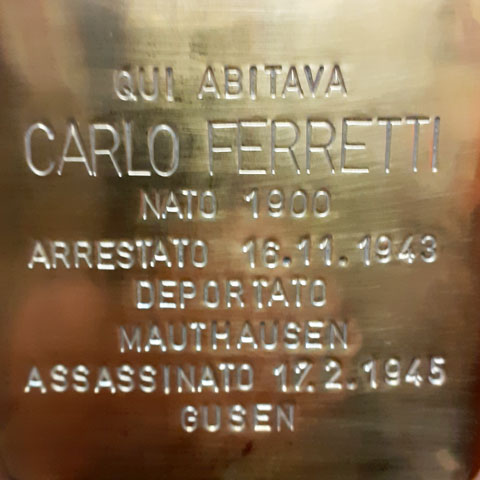 QUI ABITAVA
CARLO FERRETTI
NATO 1900
ARRESTATO 16.11.1943
DEPORTATO
MAUTHAUSEN
ASSASSINATO 17.2.1945
GUSEN